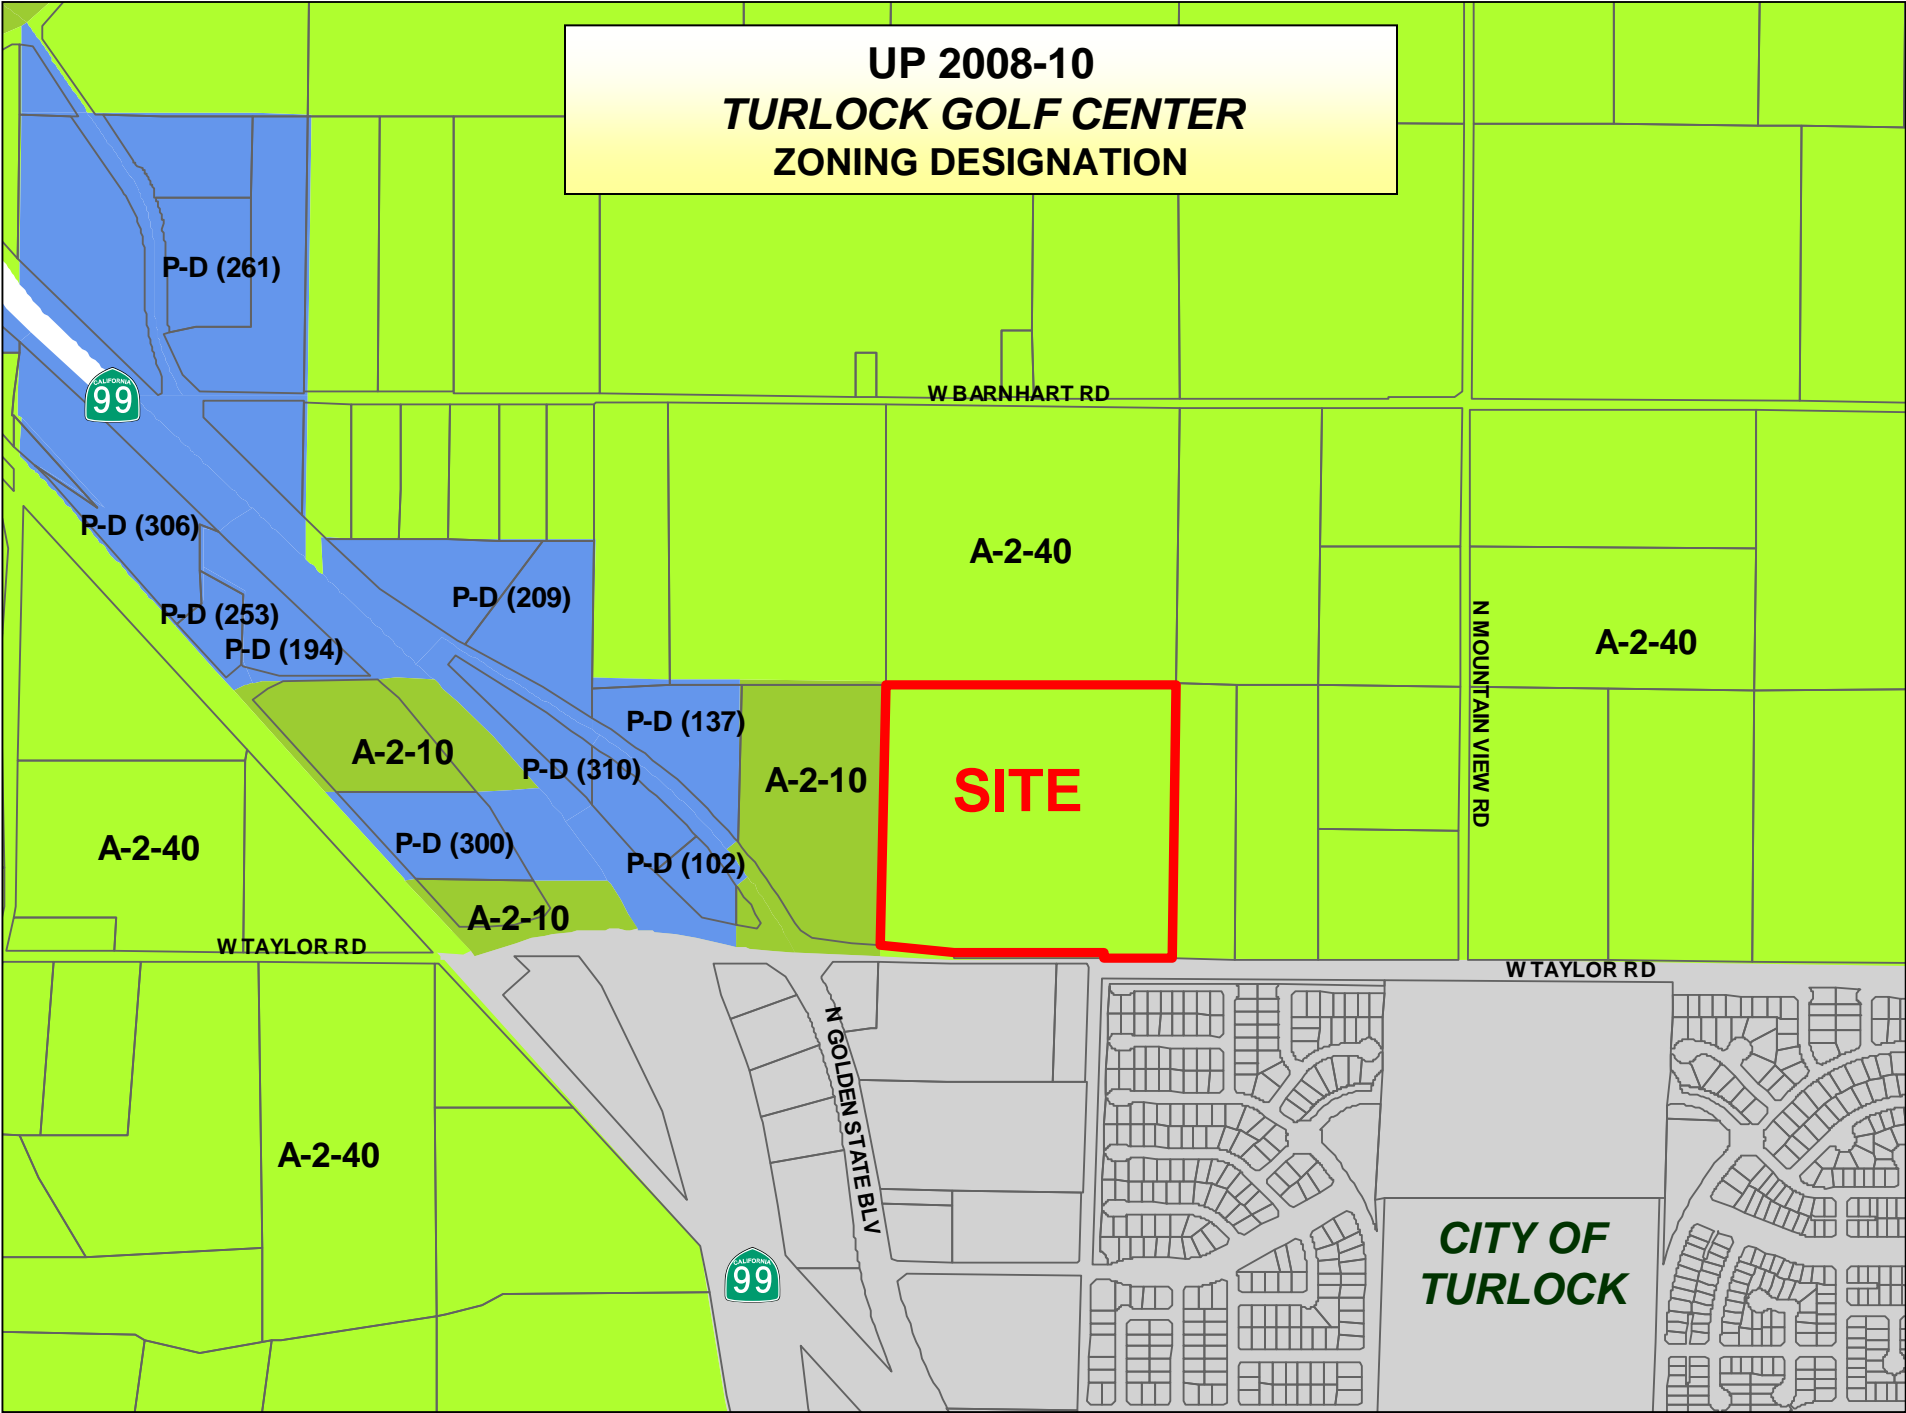 UP 2008-10
TURLOCK GOLF CENTER
ZONING DESIGNATION
P-D (261)
CALIFORNIA
99
W BARNHART RD
P-D (306)
A-2-40
P-D (209)
P-D (253)
P-D (194)
N MOUNTAIN VIEW RD
A-2-40
P-D (137)
A-2-10
P-D (310)
A-2-10
SITE
A-2-40
P-D (300)
P-D (102)
A-2-10
W TAYLOR RD
W TAYLOR RD
N GOLDEN STATE BLV
A-2-40
CALIFORNIA
99
CITY OF
TURLOCK